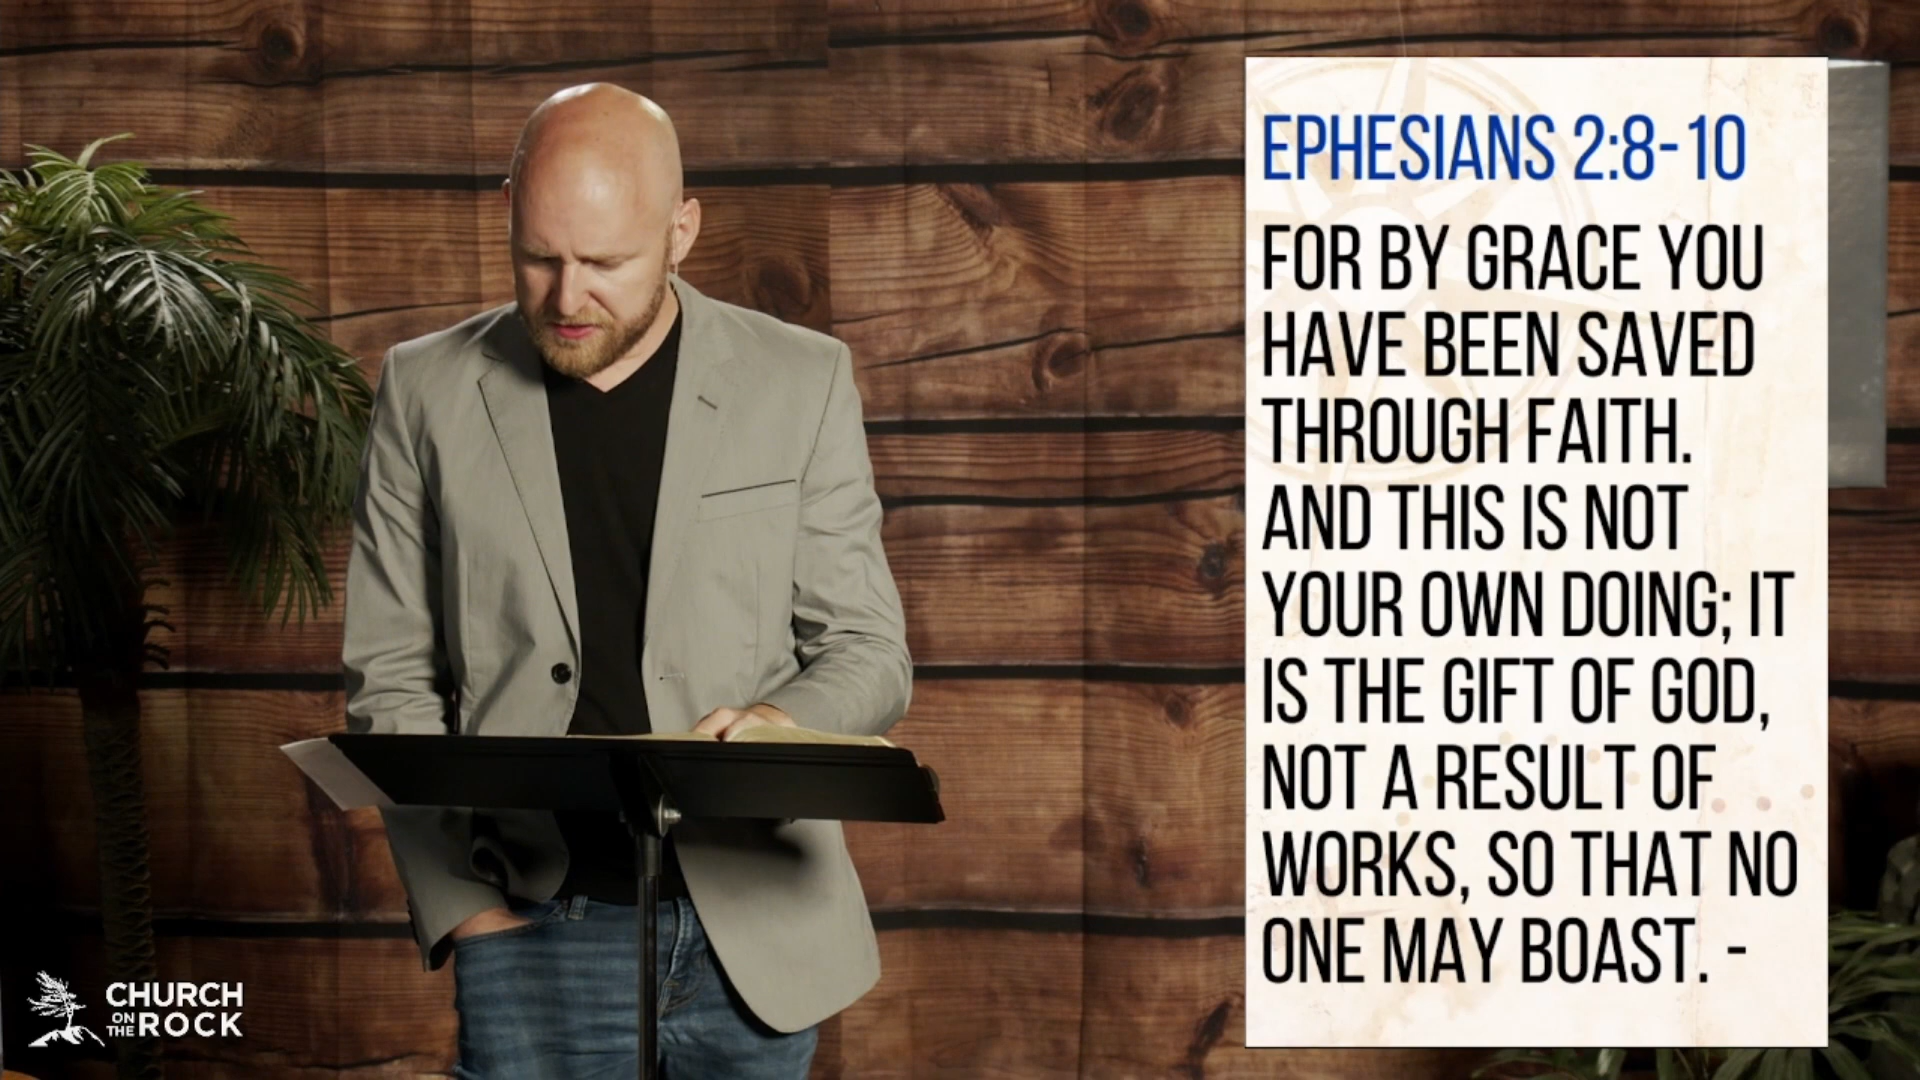 EPHESIANS 2:8-10
FOR BY GRACE YOU
HAVE BEEN SAVED
THROUGH FAITH.
AND THIS IS NOT
YOUR OWN DOING; IT
IS THE GIFT OF GOD,
NOT A RESULT OF
WORKS, SO THAT NO
ONE MAY BOAST. -
CHURCH
ON
THE ROCK